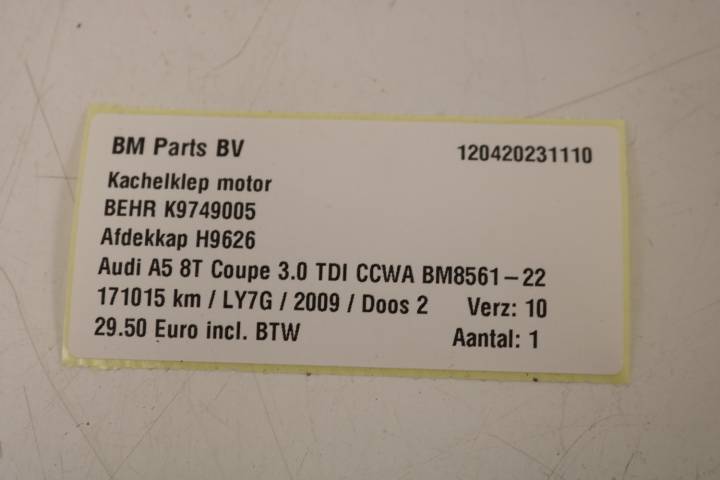 BM Parts BV 120420231110
Kachelklep motor
BEHR K9749005
Afdekkap H9626
Audi A5 8T Coupe 3.0 TDI CCWA BM8561-22
171015 km / LY7G / 2009 / Doos 2 Verz: 10
29.50 Euro incl. BTW Aantal: 1